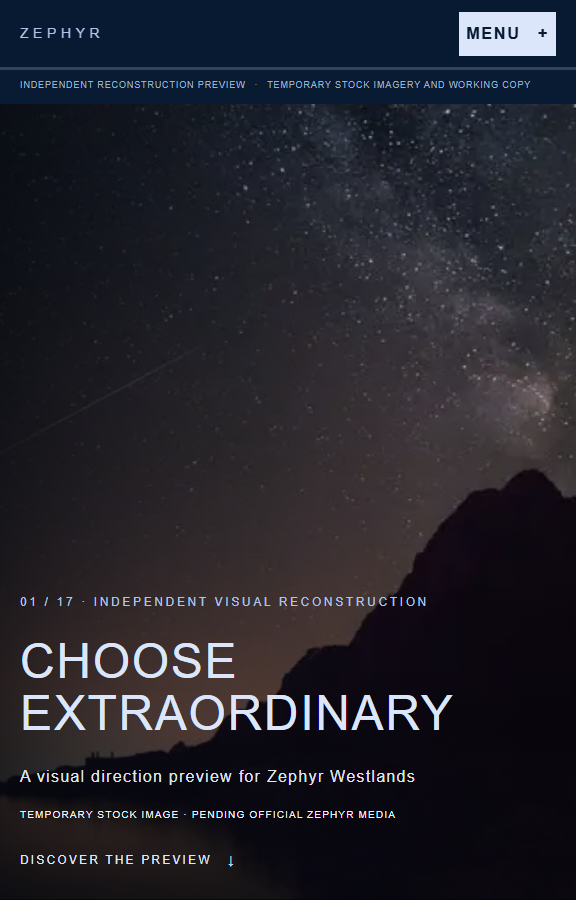 ZEPHYR
MENU +
INDEPENDENT RECONSTRUCTION PREVIEW · TEMPORARY STOCK IMAGERY AND WORKING COPY
01 / 17 · INDEPENDENT VISUAL RECONSTRUCTION
CHOOSE
EXTRAORDINARY
A visual direction preview for Zephyr Westlands
TEMPORARY STOCK IMAGE · PENDING OFFICIAL ZEPHYR MEDIA
DISCOVER THE PREVIEW ↓